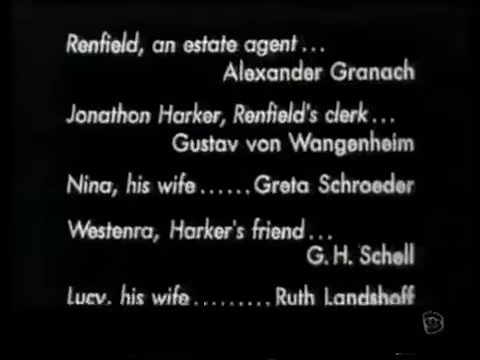 Renfield, an estate agent...
Alexander Granach
Jonathon Harker, Renfield's clerk...
Gustav von Wangenheim
Nina, his wife......Greta Schroeder
Westenra, Harker's friend...
G.H. Schell
Lucy, his wife.........Ruth Landshoff